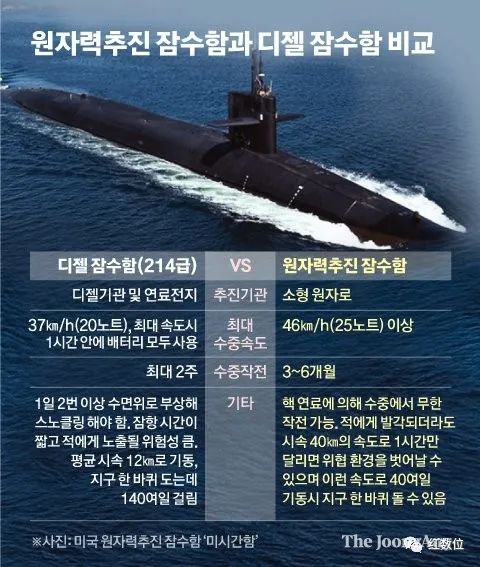 원자력추진 잠수함과 디젤 잠수함 비교
디젤 잠수함(214급) VS 원자력추진 잠수함
디젤기관 및 연료전지 추진기관 소형 원자로
37㎞/h(20노트), 최대 속도시
1시간 안에 배터리 모두 사용
최대
수중속도
46㎞/h(25노트) 이상
최대 2주 수중작전 3~6개월
1일 2번 이상 수면위로 부상해
스노클링 해야 함. 잠항 시간이
짧고 적에게 노출될 위험성 큼.
평균 시속 12㎞로 기동,
지구 한 바퀴 도는데
140여일 걸림
기타
핵 연료에 의해 수중에서 무한
작전 가능. 적에게 발각되더라도
시속 40㎞의 속도로 1시간만
달리면 위협 환경을 벗어날 수
있으며 이런 속도로 40여일
기동시 지구 한 바퀴 돌 수 있음
※사진: 미국 원자력추진 잠수함 '미시간함'
The
红数位